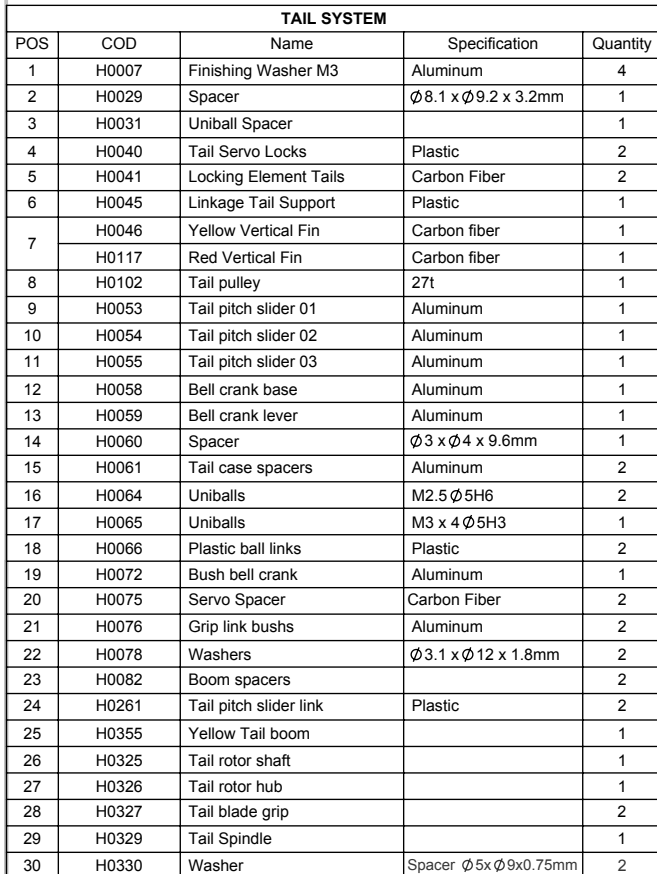 TAIL SYSTEM
POS COD Name Specification Quantity
1 H0007 Finishing Washer M3 Aluminum 4
2 H0029 Spacer Ø8.1 x Ø9.2 x 3.2mm 1
3 H0031 Uniball Spacer 1
4 H0040 Tail Servo Locks Plastic 2
5 H0041 Locking Element Tails Carbon Fiber 2
6 H0045 Linkage Tail Support Plastic 1
7 H0046 Yellow Vertical Fin Carbon fiber 1
H0117 Red Vertical Fin Carbon fiber 1
8 H0102 Tail pulley 27t 1
9 H0053 Tail pitch slider 01 Aluminum 1
10 H0054 Tail pitch slider 02 Aluminum 1
11 H0055 Tail pitch slider 03 Aluminum 1
12 H0058 Bell crank base Aluminum 1
13 H0059 Bell crank lever Aluminum 1
14 H0060 Spacer Ø3 x Ø4 x 9.6mm 1
15 H0061 Tail case spacers Aluminum 2
16 H0064 Uniballs M2.5 Ø5H6 2
17 H0065 Uniballs M3 x 4 Ø5H3 1
18 H0066 Plastic ball links Plastic 2
19 H0072 Bush bell crank Aluminum 1
20 H0075 Servo Spacer Carbon Fiber 2
21 H0076 Grip link bushs Aluminum 2
22 H0078 Washers Ø3.1 x Ø12 x 1.8mm 2
23 H0082 Boom spacers 2
24 H0261 Tail pitch slider link Plastic 2
25 H0355 Yellow Tail boom 1
26 H0325 Tail rotor shaft 1
27 H0326 Tail rotor hub 1
28 H0327 Tail blade grip 2
29 H0329 Tail Spindle 1
30 H0330 Washer Spacer Ø5x Ø9x0.75mm 2